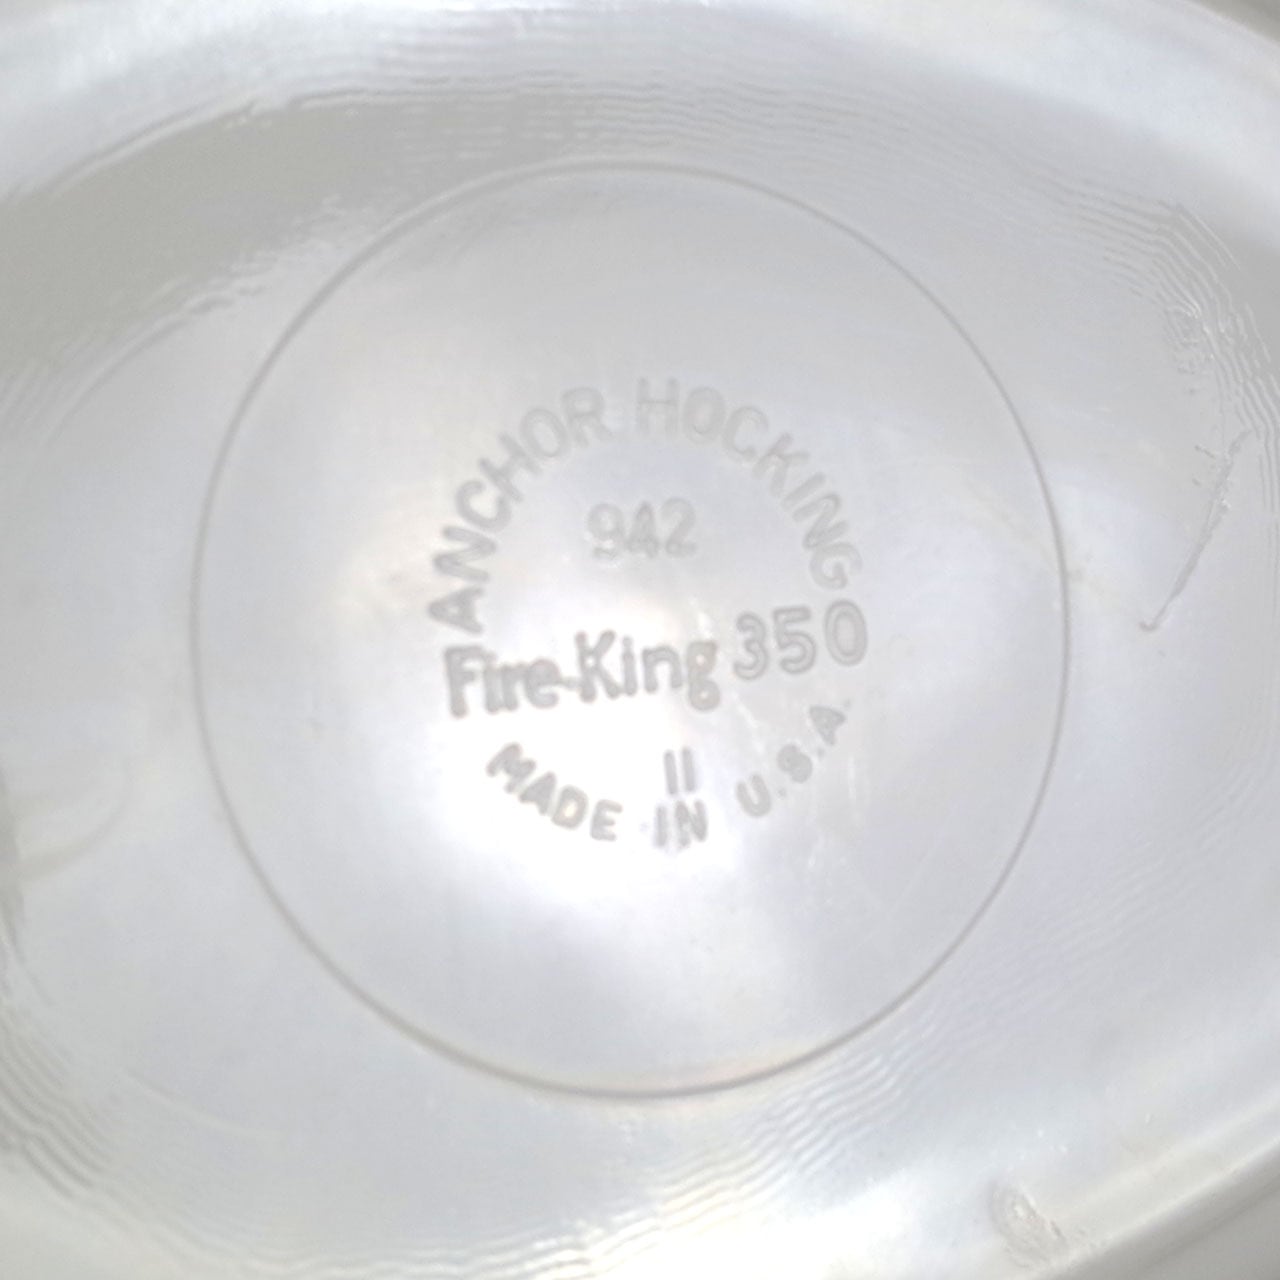 ANCHOR HOCKING
942
Fire-King 350
11
MADE IN U.S.A.